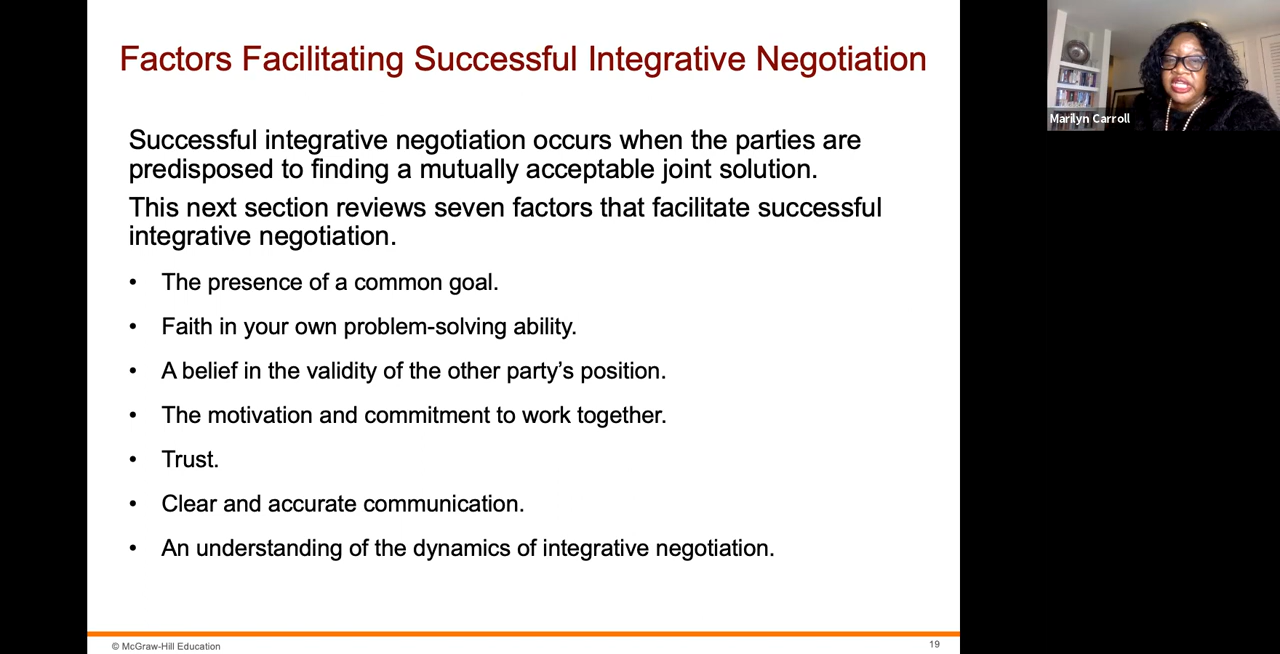 Factors Facilitating Successful Integrative Negotiation
Successful integrative negotiation occurs when the parties are
predisposed to finding a mutually acceptable joint solution.
This next section reviews seven factors that facilitate successful
integrative negotiation.
• The presence of a common goal.
• Faith in your own problem-solving ability.
• A belief in the validity of the other party’s position.
• The motivation and commitment to work together.
• Trust.
• Clear and accurate communication.
• An understanding of the dynamics of integrative negotiation.
© McGraw-Hill Education
19
Marilyn Carroll